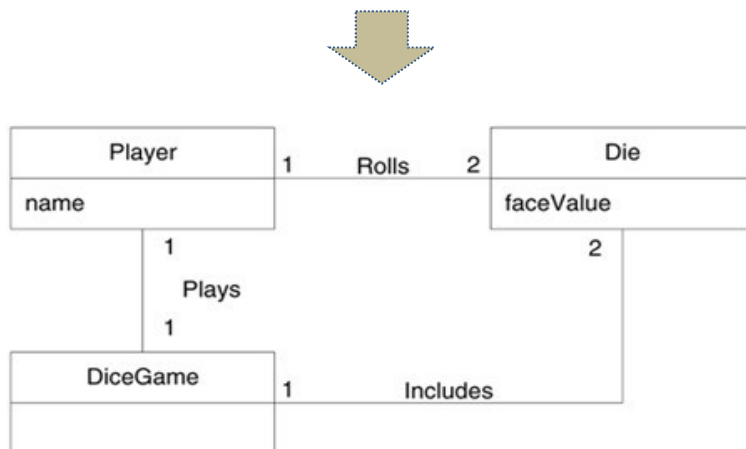 Player
1 Rolls 2
Die
name
faceValue
1
2
Plays
1
DiceGame
1 Includes